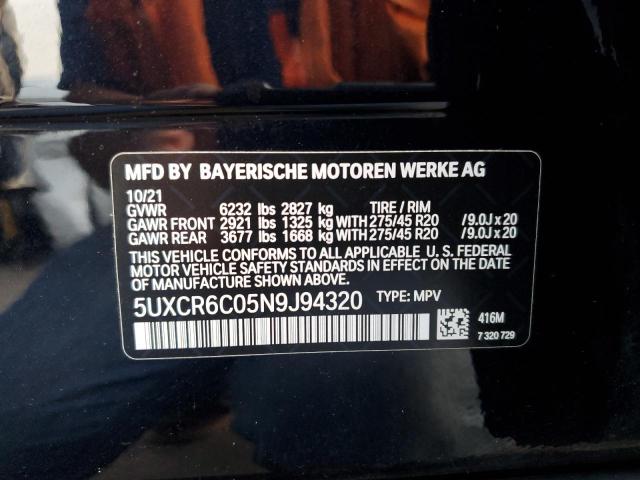 MFD BY BAYERISCHE MOTOREN WERKE AG
10/21
GVWR 6232 lbs 2827 kg TIRE / RIM
GAWR FRONT 2921 lbs 1325 kg WITH 275/45 R20 /9.0J x 20
GAWR REAR 3677 lbs 1668 kg WITH 275/45 R20 /9.0J x 20
THIS VEHICLE CONFORMS TO ALL APPLICABLE U. S. FEDERAL
MOTOR VEHICLE SAFETY STANDARDS IN EFFECT ON THE DATE
OF MANUFACTURE SHOWN ABOVE.
5UXCR6C05N9J94320 TYPE: MPV
416M
7 320 729